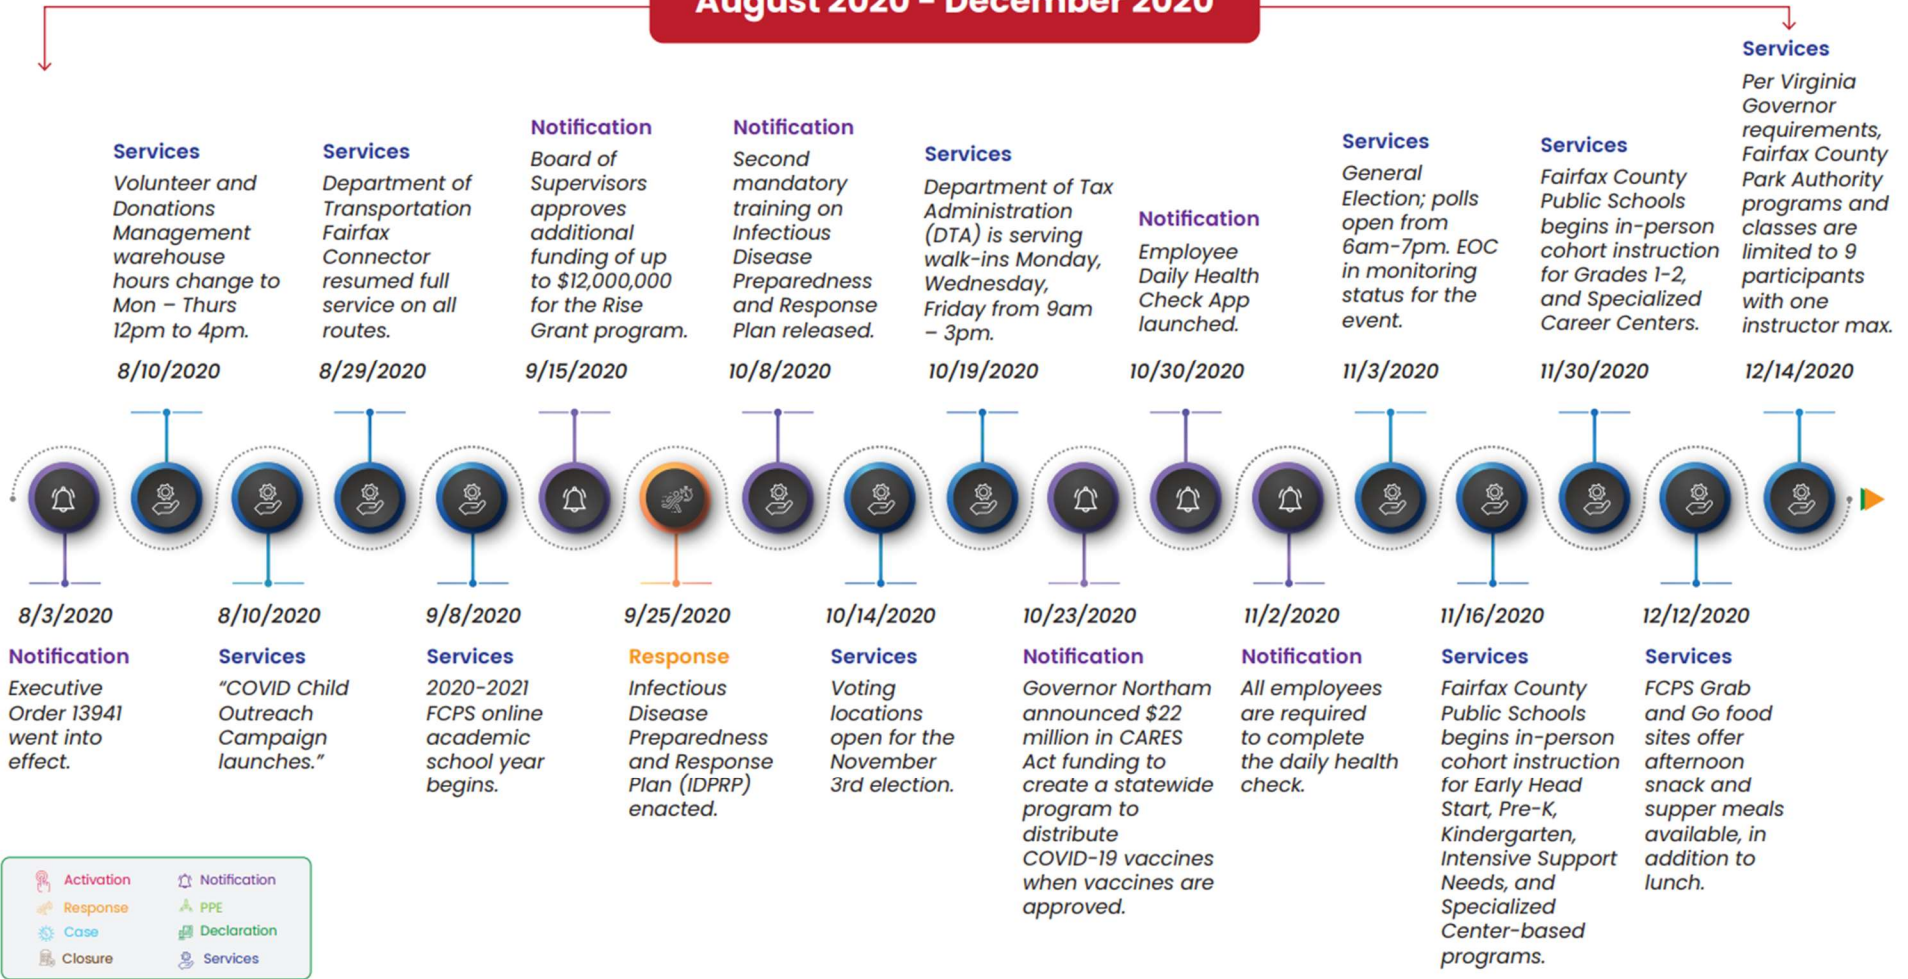 August 2020 - December 2020
Services
Volunteer and
Donations
Management
warehouse
hours change to
Mon – Thurs
12pm to 4pm.
8/10/2020
Services
Department of
Transportation
Fairfax
Connector
resumed full
service on all
routes.
8/29/2020
Notification
Board of
Supervisors
approves
additional
funding of up
to $12,000,000
for the Rise
Grant program.
9/15/2020
Notification
Second
mandatory
training on
Infectious
Disease
Preparedness
and Response
Plan released.
10/8/2020
Services
Department of Tax
Administration
(DTA) is serving
walk-ins Monday,
Wednesday,
Friday from 9am
– 3pm.
10/19/2020
Notification
Employee
Daily Health
Check App
launched.
10/30/2020
Services
General
Election; polls
open from
6am-7pm. EOC
in monitoring
status for the
event.
11/3/2020
Services
Fairfax County
Public Schools
begins in-person
cohort instruction
for Grades 1-2,
and Specialized
Career Centers.
11/30/2020
Services
Per Virginia
Governor
requirements,
Fairfax County
Park Authority
programs and
classes are
limited to 9
participants
with one
instructor max.
12/14/2020
8/3/2020
Notification
Executive
Order 13941
went into
effect.
8/10/2020
Services
“COVID Child
Outreach
Campaign
launches.”
9/8/2020
Services
2020-2021
FCPS online
academic
school year
begins.
9/25/2020
Response
Infectious
Disease
Preparedness
and Response
Plan (IDPRP)
enacted.
10/14/2020
Services
Voting
locations
open for the
November
3rd election.
10/23/2020
Notification
Governor Northam
announced $22
million in CARES
Act funding to
create a statewide
program to
distribute
COVID-19 vaccines
when vaccines are
approved.
11/2/2020
Notification
All employees
are required
to complete
the daily health
check.
11/16/2020
Services
Fairfax County
Public Schools
begins in-person
cohort instruction
for Early Head
Start, Pre-K,
Kindergarten,
Intensive Support
Needs, and
Specialized
Center-based
programs.
12/12/2020
Services
FCPS Grab
and Go food
sites offer
afternoon
snack and
supper meals
available, in
addition to
lunch.
Activation
Response
Case
Closure
Notification
PPE
Declaration
Services